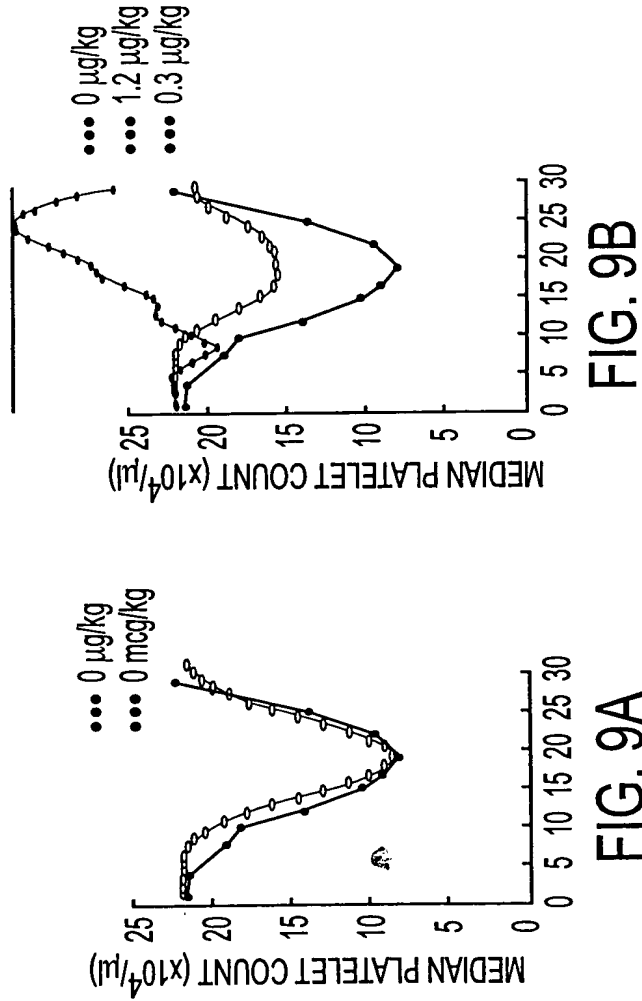 0 µg/kg
0 mcg/kg
MEDIAN PLATELET COUNT (x10⁴/µl)
25
20
15
10
5
0
0 5 10 15 20 25 30
FIG. 9A
0 µg/kg
1.2 µg/kg
0.3 µg/kg
MEDIAN PLATELET COUNT (x10⁴/µl)
25
20
15
10
5
0
0 5 10 15 20 25 30
FIG. 9B